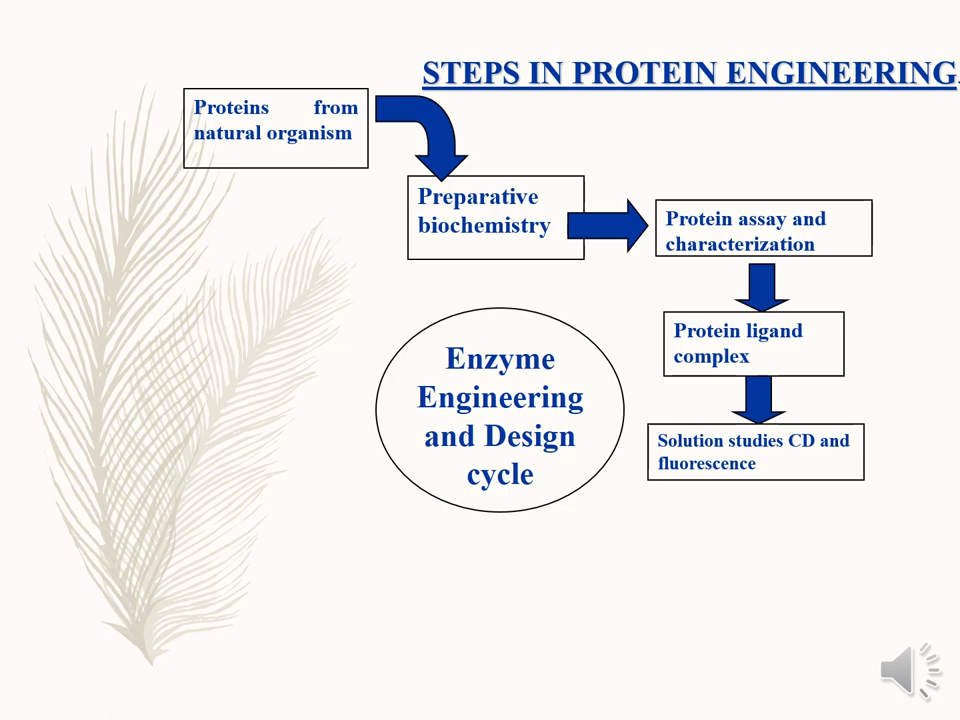 STEPS IN PROTEIN ENGINEERING.
Proteins from
natural organism
Preparative
biochemistry
Protein assay and
characterization
Protein ligand
complex
Solution studies CD and
fluorescence
Enzyme
Engineering
and Design
cycle